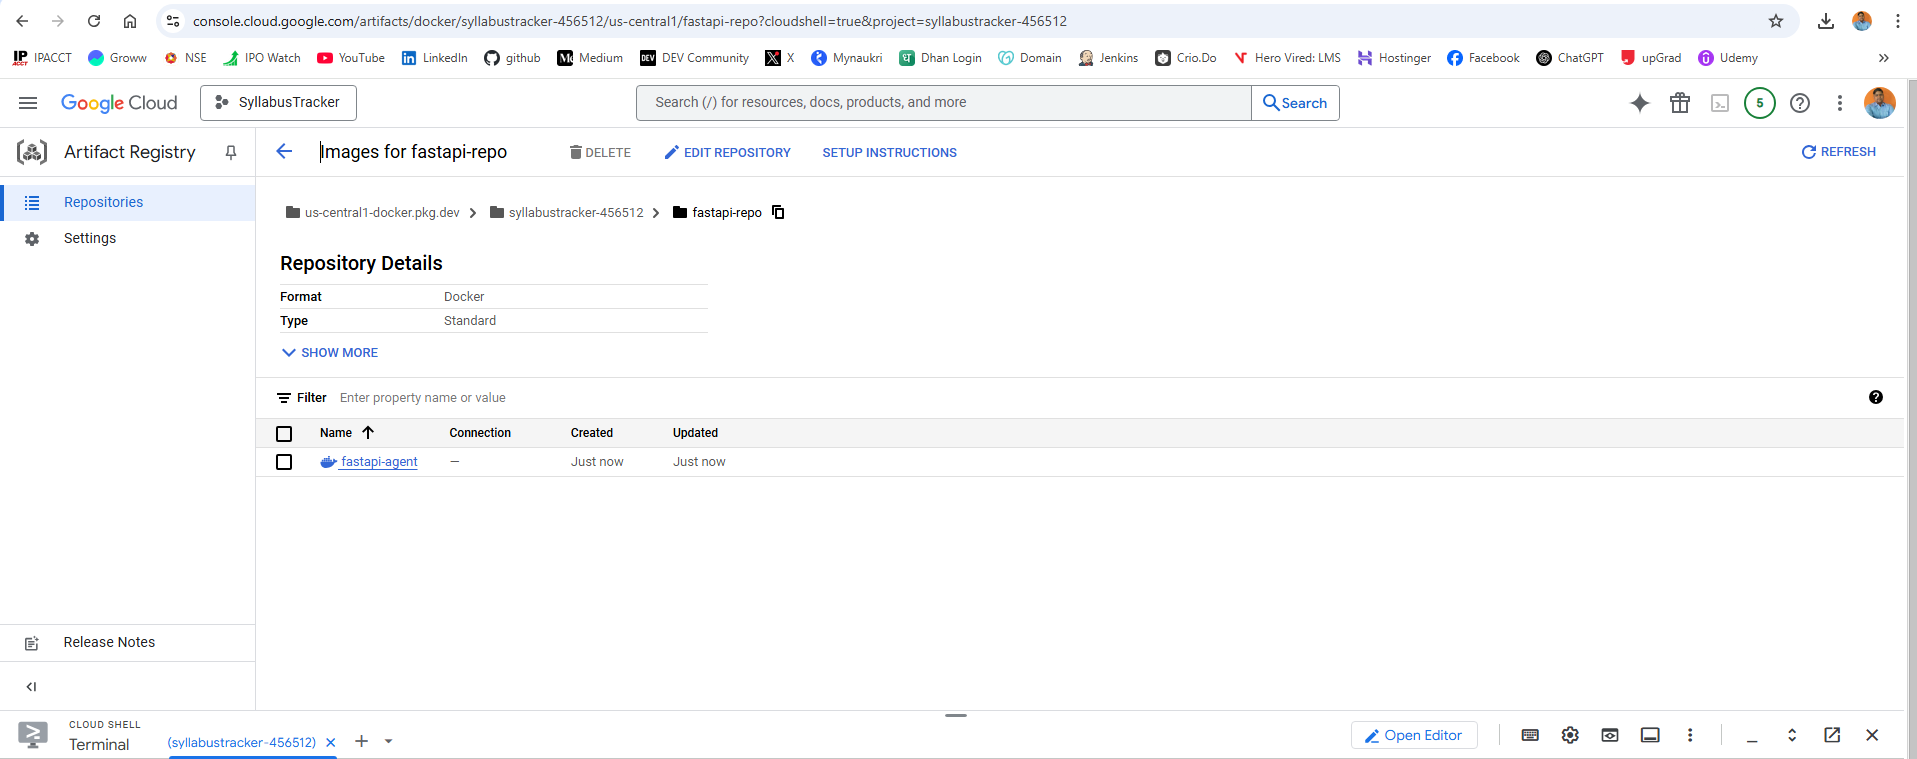 console.cloud.google.com/artifacts/docker/syllabustracker-456512/us-central1/fastapi-repo?cloudshell=true&project=syllabustracker-456512
IP ACCT IPACCT Groww NSE IPO Watch YouTube LinkedIn github Medium DEV DEV Community X Mynaukri Dhan Login Domain Jenkins Crio.Do Hero Vired: LMS Hostinger Facebook ChatGPT upGrad Udemy
Google Cloud SyllabusTracker Search (/) for resources, docs, products, and more Search 5
Artifact Registry Images for fastapi-repo DELETE EDIT REPOSITORY SETUP INSTRUCTIONS REFRESH
Repositories
Settings
us-central1-docker.pkg.dev syllabustracker-456512 fastapi-repo
Repository Details
Format Docker
Type Standard
SHOW MORE
Filter Enter property name or value
Name Connection Created Updated
fastapi-agent — Just now Just now
Release Notes
CLOUD SHELL
Terminal (syllabustracker-456512) Open Editor